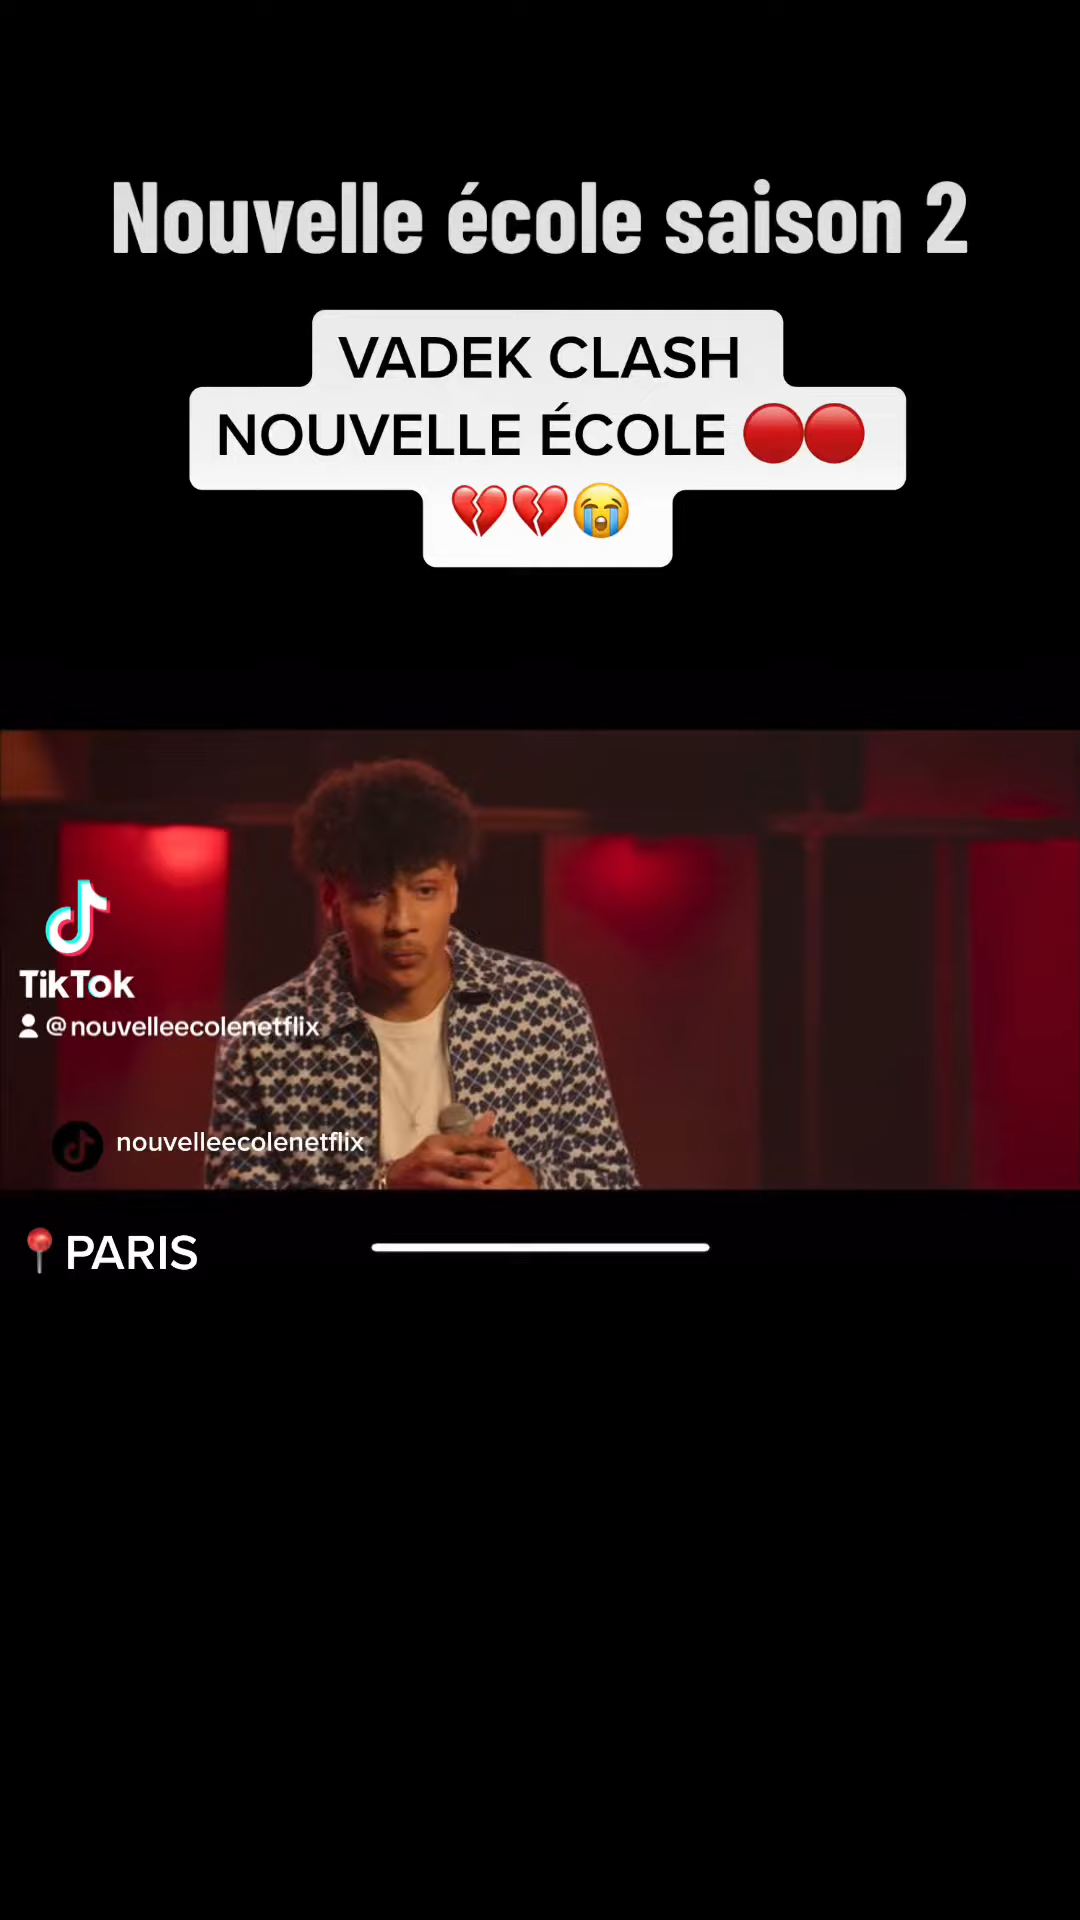 Nouvelle école saison 2
VADEK CLASH
NOUVELLE ÉCOLE 🔴🔴
💔💔😭
TikTok
@nouvelleecolenetflix
nouvelleecolenetflix
📍PARIS